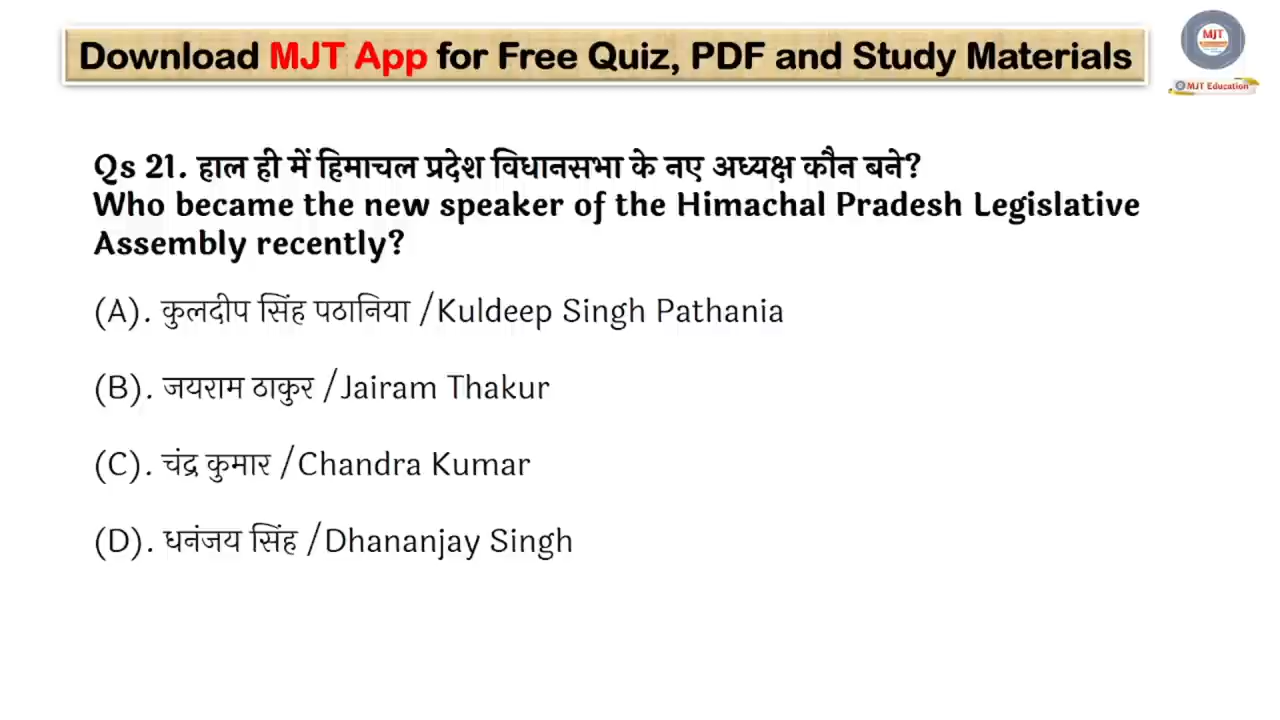 Download MJT App for Free Quiz, PDF and Study Materials
MJT
MJT Education
Qs 21. हाल ही में हिमाचल प्रदेश विधानसभा के नए अध्यक्ष कौन बने?
Who became the new speaker of the Himachal Pradesh Legislative
Assembly recently?
(A). कुलदीप सिंह पठानिया /Kuldeep Singh Pathania
(B). जयराम ठाकुर /Jairam Thakur
(C). चंद्र कुमार /Chandra Kumar
(D). धनंजय सिंह /Dhananjay Singh